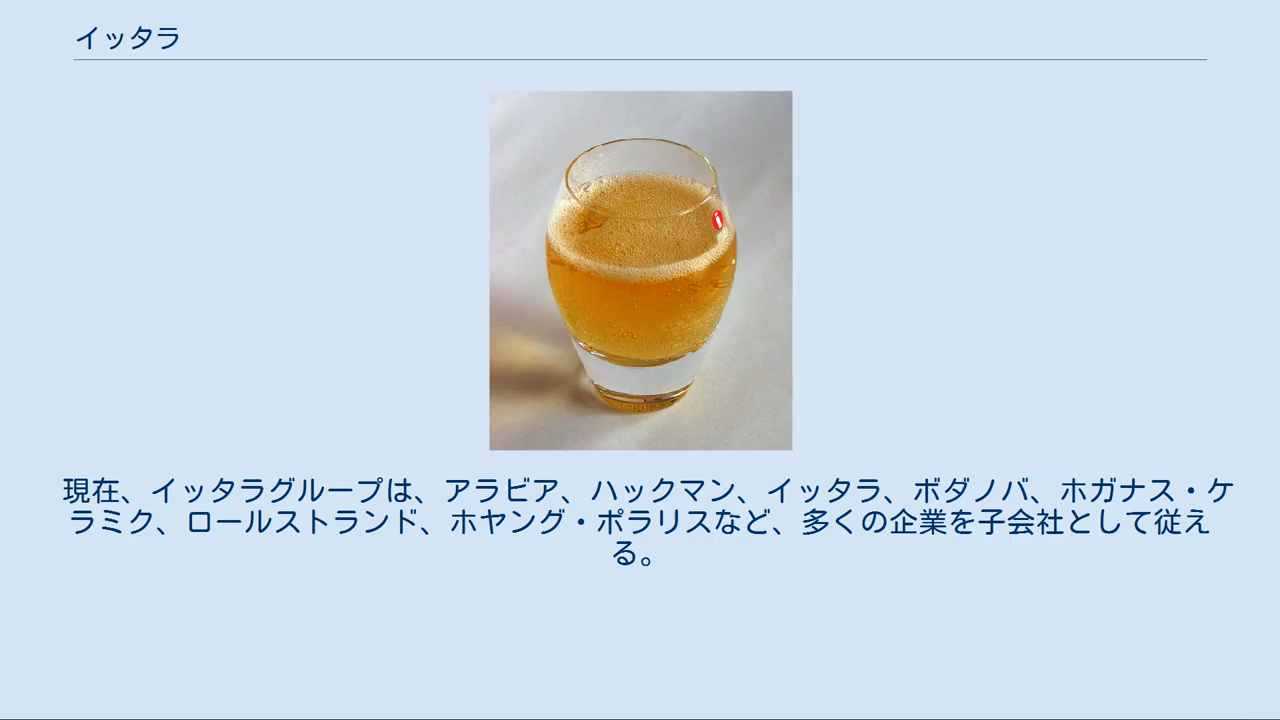 イッタラ
i
現在、イッタラグループは、アラビア、ハックマン、イッタラ、ボダノバ、ホガナス・ケ
ラミク、ロールストランド、ホヤング・ポラリスなど、多くの企業を子会社として従え
る。